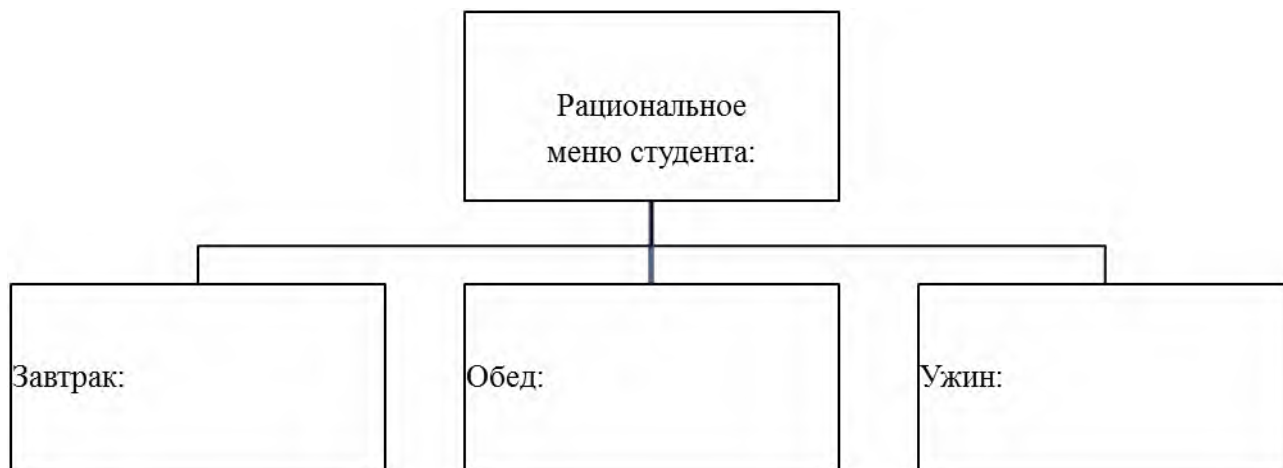 Рациональное
меню студента:
Завтрак:
Обед:
Ужин: